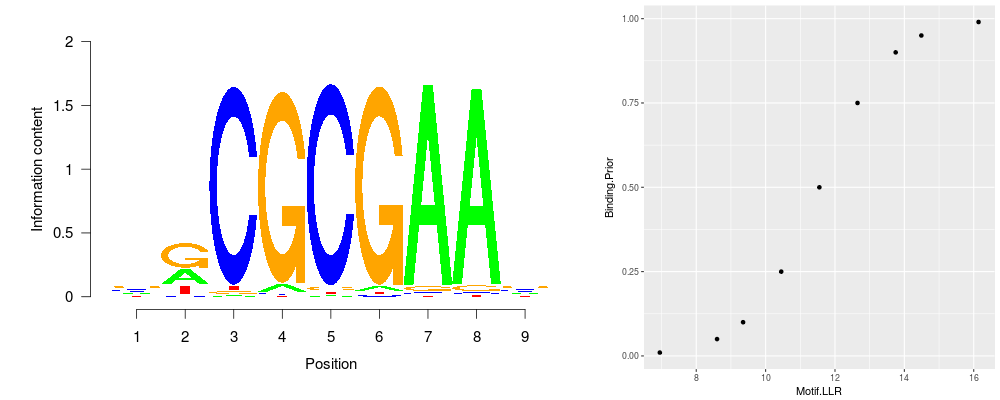 2
1.5
1
0.5
0
Information content
G
A
C
G
C
G
A
A
1 2 3 4 5 6 7 8 9
Position
1.00
0.75
0.50
0.25
0.00
Binding.Prior
8 10 12 14 16
Motif.LLR